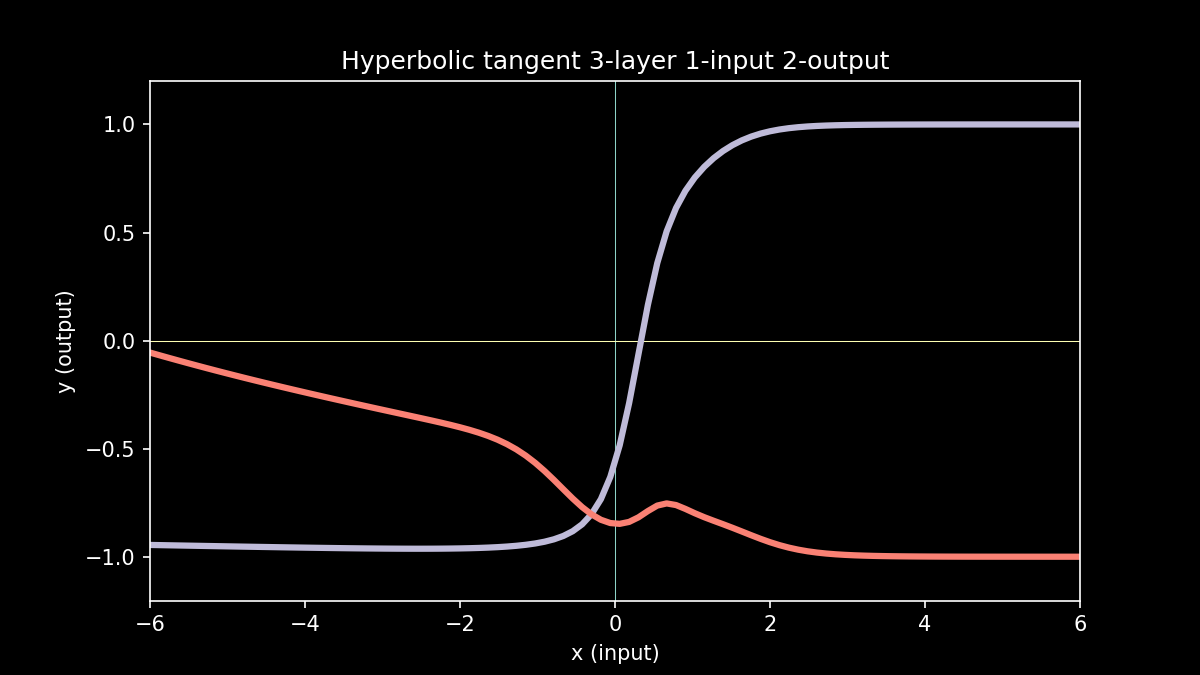 Hyperbolic tangent 3-layer 1-input 2-output
1.0
0.5
0.0
−0.5
−1.0
y (output)
−6 −4 −2 0 2 4 6
x (input)